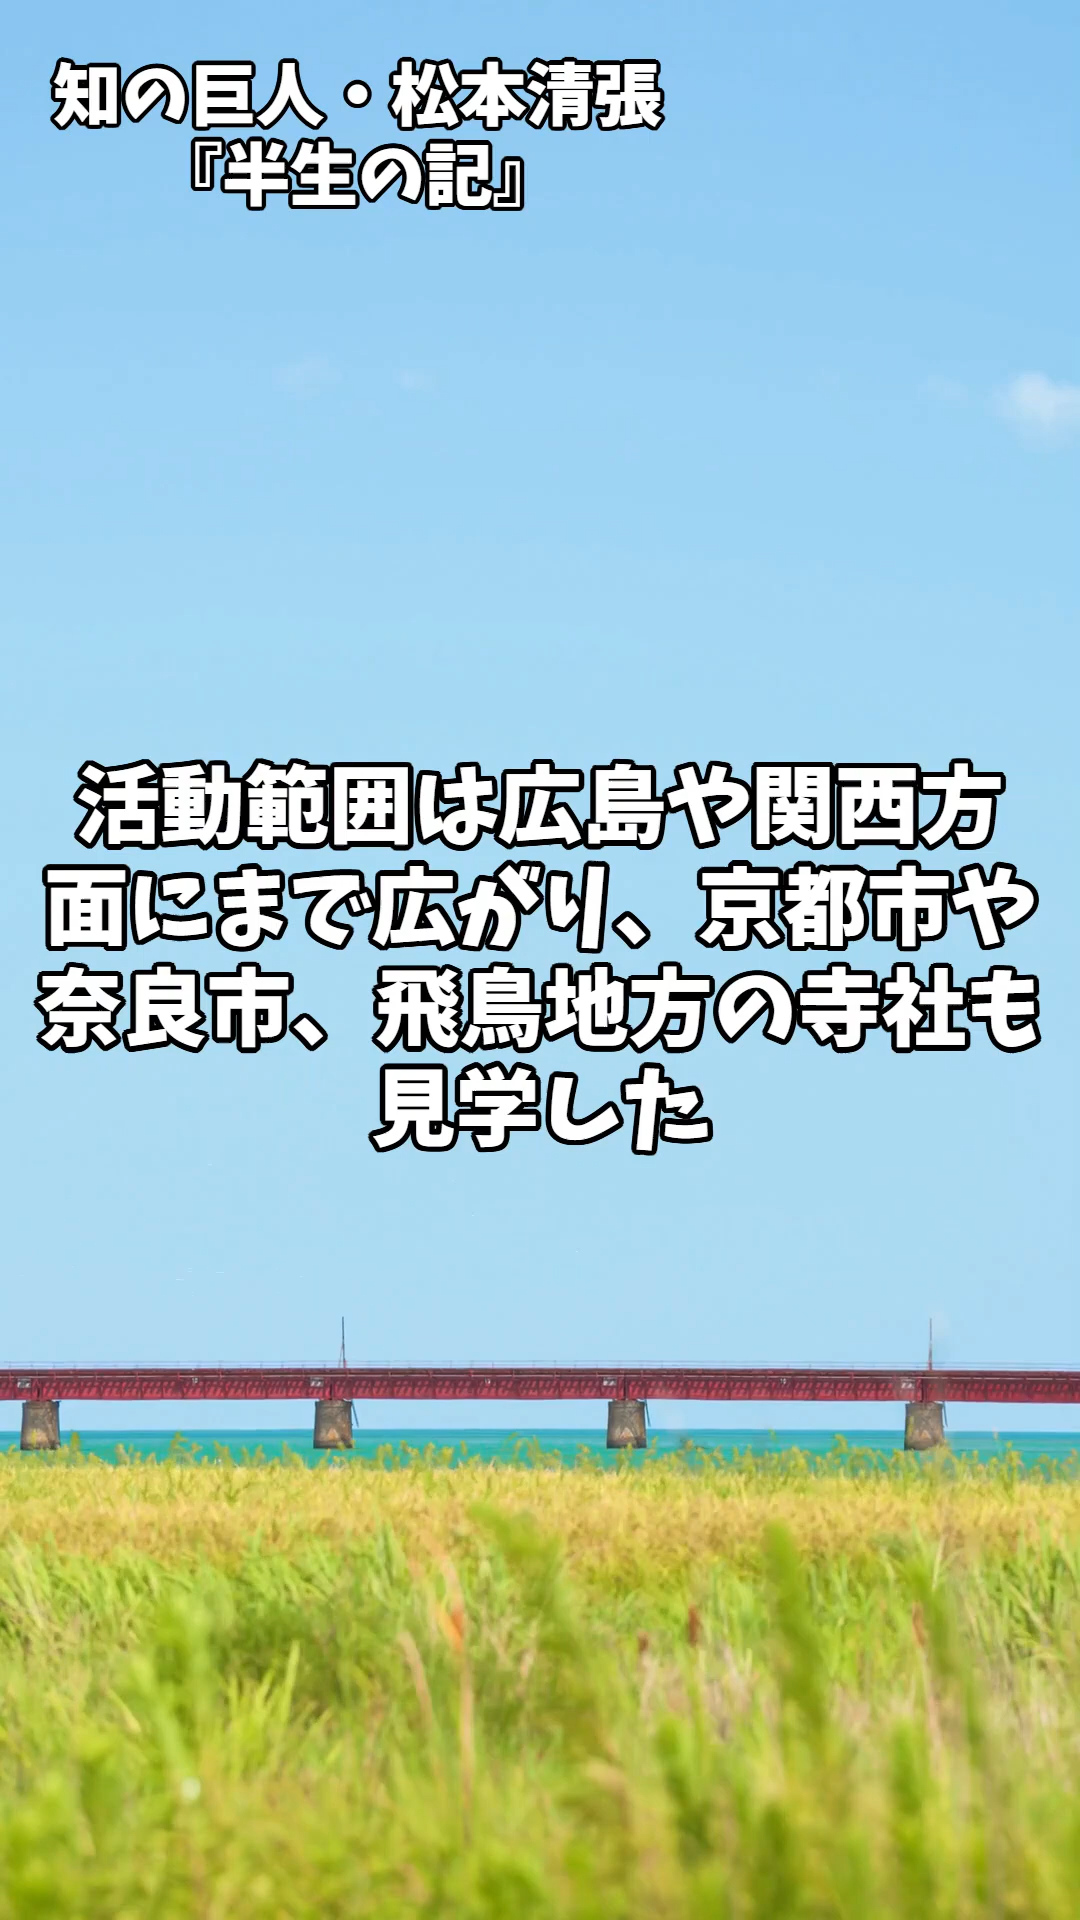 知の巨人・松本清張
『半生の記』
活動範囲は広島や関西方
面にまで広がり、京都市や
奈良市、飛鳥地方の寺社も
見学した